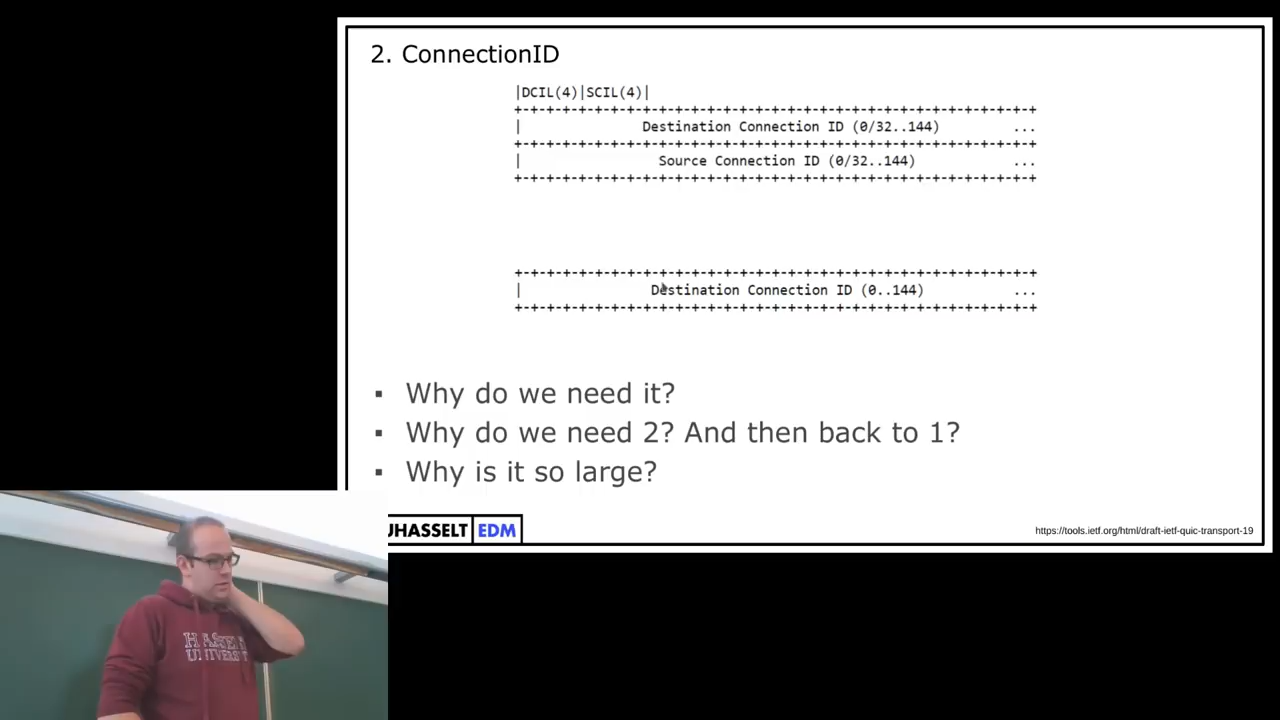 2. ConnectionID
|DCIL(4)|SCIL(4)|
+-+-+-+-+-+-+-+-+-+-+-+-+-+-+-+-+-+-+-+-+-+-+-+-+-+-+-+-+-+-+-+-+
| Destination Connection ID (0/32..144) ...
+-+-+-+-+-+-+-+-+-+-+-+-+-+-+-+-+-+-+-+-+-+-+-+-+-+-+-+-+-+-+-+-+
| Source Connection ID (0/32..144) ...
+-+-+-+-+-+-+-+-+-+-+-+-+-+-+-+-+-+-+-+-+-+-+-+-+-+-+-+-+-+-+-+-+
+-+-+-+-+-+-+-+-+-+-+-+-+-+-+-+-+-+-+-+-+-+-+-+-+-+-+-+-+-+-+-+-+
| Destination Connection ID (0..144) ...
+-+-+-+-+-+-+-+-+-+-+-+-+-+-+-+-+-+-+-+-+-+-+-+-+-+-+-+-+-+-+-+-+
▪ Why do we need it?
▪ Why do we need 2? And then back to 1?
▪ Why is it so large?
UHASSELT EDM
https://tools.ietf.org/html/draft-ietf-quic-transport-19
HASSELT
UNIVERSIT